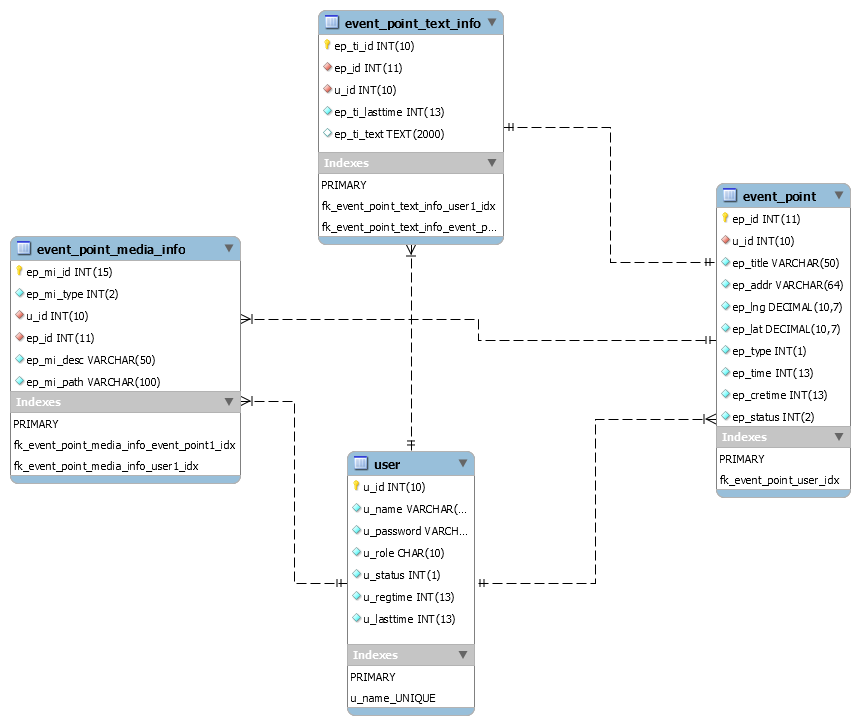 event_point_text_info
ep_ti_id INT(10)
ep_id INT(11)
u_id INT(10)
ep_ti_lasttime INT(13)
ep_ti_text TEXT(2000)
Indexes
PRIMARY
fk_event_point_text_info_user1_idx
fk_event_point_text_info_event_p...
event_point_media_info
ep_mi_id INT(15)
ep_mi_type INT(2)
u_id INT(10)
ep_id INT(11)
ep_mi_desc VARCHAR(50)
ep_mi_path VARCHAR(100)
Indexes
PRIMARY
fk_event_point_media_info_event_point1_idx
fk_event_point_media_info_user1_idx
event_point
ep_id INT(11)
u_id INT(10)
ep_title VARCHAR(50)
ep_addr VARCHAR(64)
ep_lng DECIMAL(10,7)
ep_lat DECIMAL(10,7)
ep_type INT(1)
ep_time INT(13)
ep_cretime INT(13)
ep_status INT(2)
Indexes
PRIMARY
fk_event_point_user_idx
user
u_id INT(10)
u_name VARCHAR(...
u_password VARCH...
u_role CHAR(10)
u_status INT(1)
u_regtime INT(13)
u_lasttime INT(13)
Indexes
PRIMARY
u_name_UNIQUE